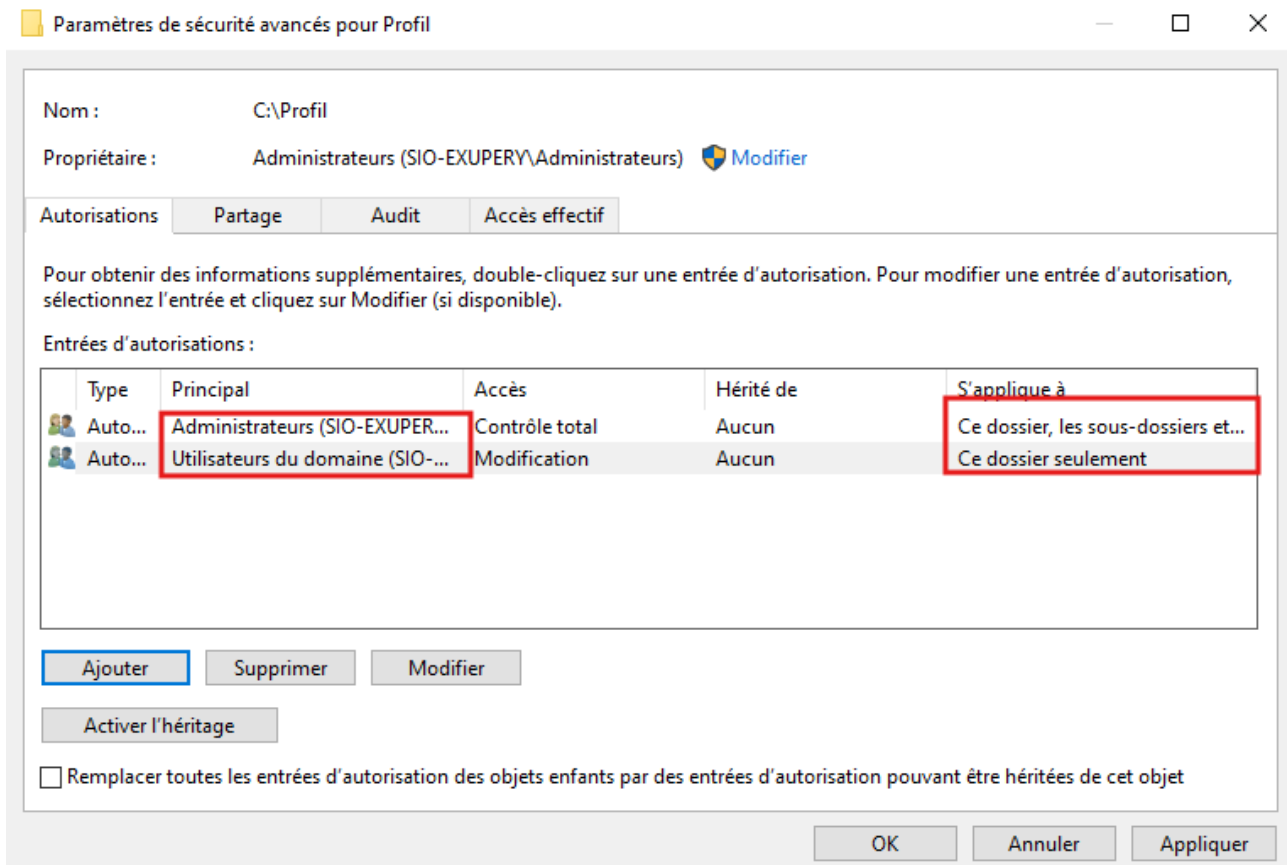 Paramètres de sécurité avancés pour Profil
Nom : C:\Profil
Propriétaire : Administrateurs (SIO-EXUPERY\Administrateurs) Modifier
Autorisations Partage Audit Accès effectif
Pour obtenir des informations supplémentaires, double-cliquez sur une entrée d'autorisation. Pour modifier une entrée d'autorisation,
sélectionnez l'entrée et cliquez sur Modifier (si disponible).
Entrées d'autorisations :
Type Principal Accès Hérité de S'applique à
Auto... Administrateurs (SIO-EXUPER... Contrôle total Aucun Ce dossier, les sous-dossiers et...
Auto... Utilisateurs du domaine (SIO-... Modification Aucun Ce dossier seulement
Ajouter Supprimer Modifier
Activer l'héritage
Remplacer toutes les entrées d'autorisation des objets enfants par des entrées d'autorisation pouvant être héritées de cet objet
OK Annuler Appliquer